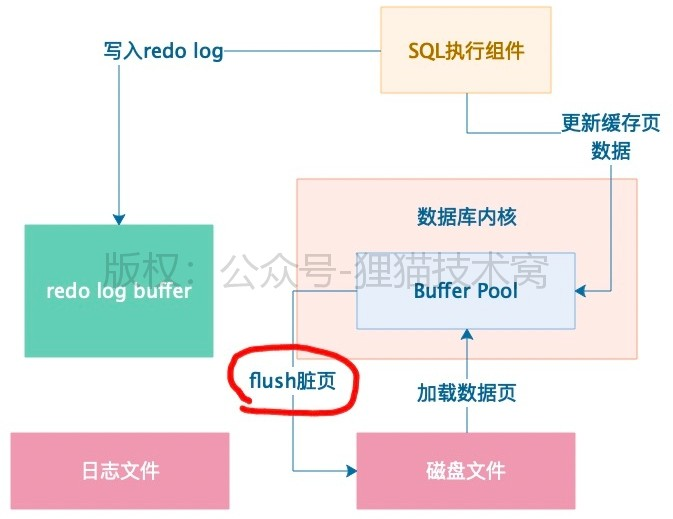 SQL执行组件
写入redo log
更新缓存页
数据
数据库内核
版权：公众号-狸猫技术窝
redo log buffer
Buffer Pool
flush脏页
加载数据页
日志文件
磁盘文件